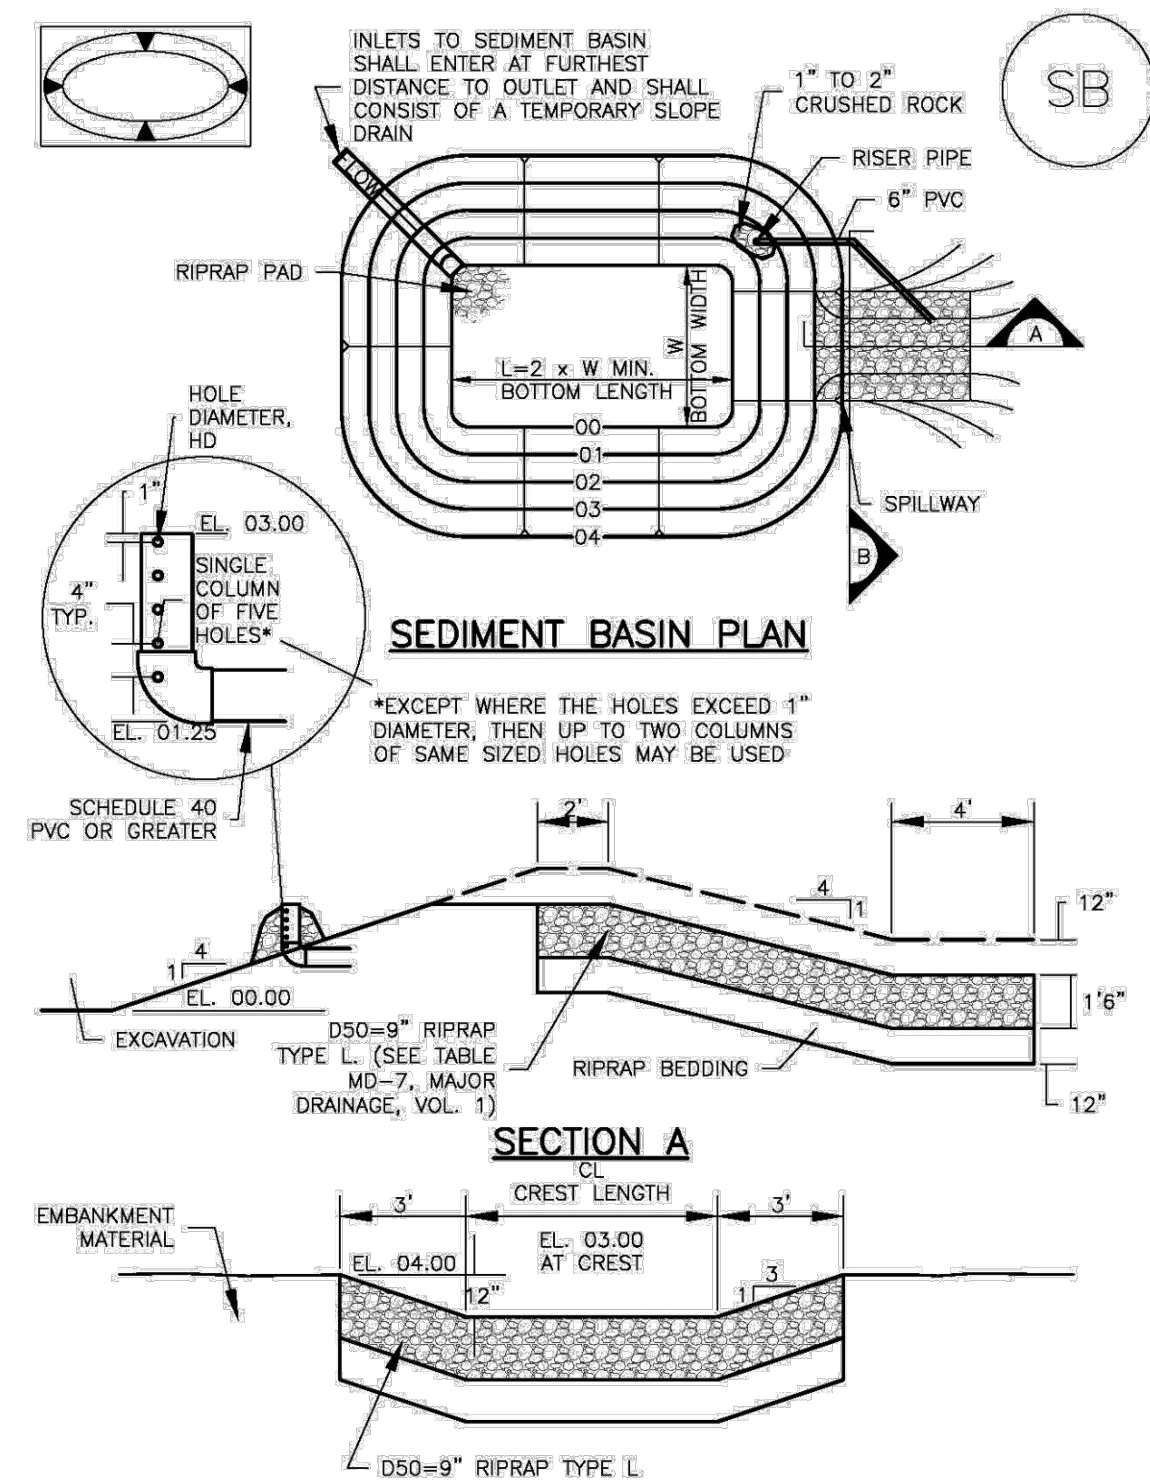 INLETS TO SEDIMENT BASIN
SHALL ENTER AT FURTHEST
DISTANCE TO OUTLET AND SHALL
CONSIST OF A TEMPORARY SLOPE
DRAIN
1" TO 2"
CRUSHED ROCK
SB
RISER PIPE
6" PVC
FLOW
RIPRAP PAD
W
BOTTOM WIDTH
L=2 x W MIN.
BOTTOM LENGTH
A
00
01
02
03
04
SPILLWAY
B
HOLE
DIAMETER,
HD
1"
EL. 03.00
4"
TYP.
SINGLE
COLUMN
OF FIVE
HOLES*
EL. 01.25
SEDIMENT BASIN PLAN
*EXCEPT WHERE THE HOLES EXCEED 1"
DIAMETER, THEN UP TO TWO COLUMNS
OF SAME SIZED HOLES MAY BE USED
SCHEDULE 40
PVC OR GREATER
2'
4'
4
1
12"
4
1
EL. 00.00
EXCAVATION
1'6"
D50=9" RIPRAP
TYPE L. (SEE TABLE
MD-7, MAJOR
DRAINAGE, VOL. 1)
RIPRAP BEDDING
12"
SECTION A
CL
CREST LENGTH
3'
3'
EMBANKMENT
MATERIAL
EL. 04.00
EL. 03.00
AT CREST
12"
3
1
D50=9" RIPRAP TYPE L